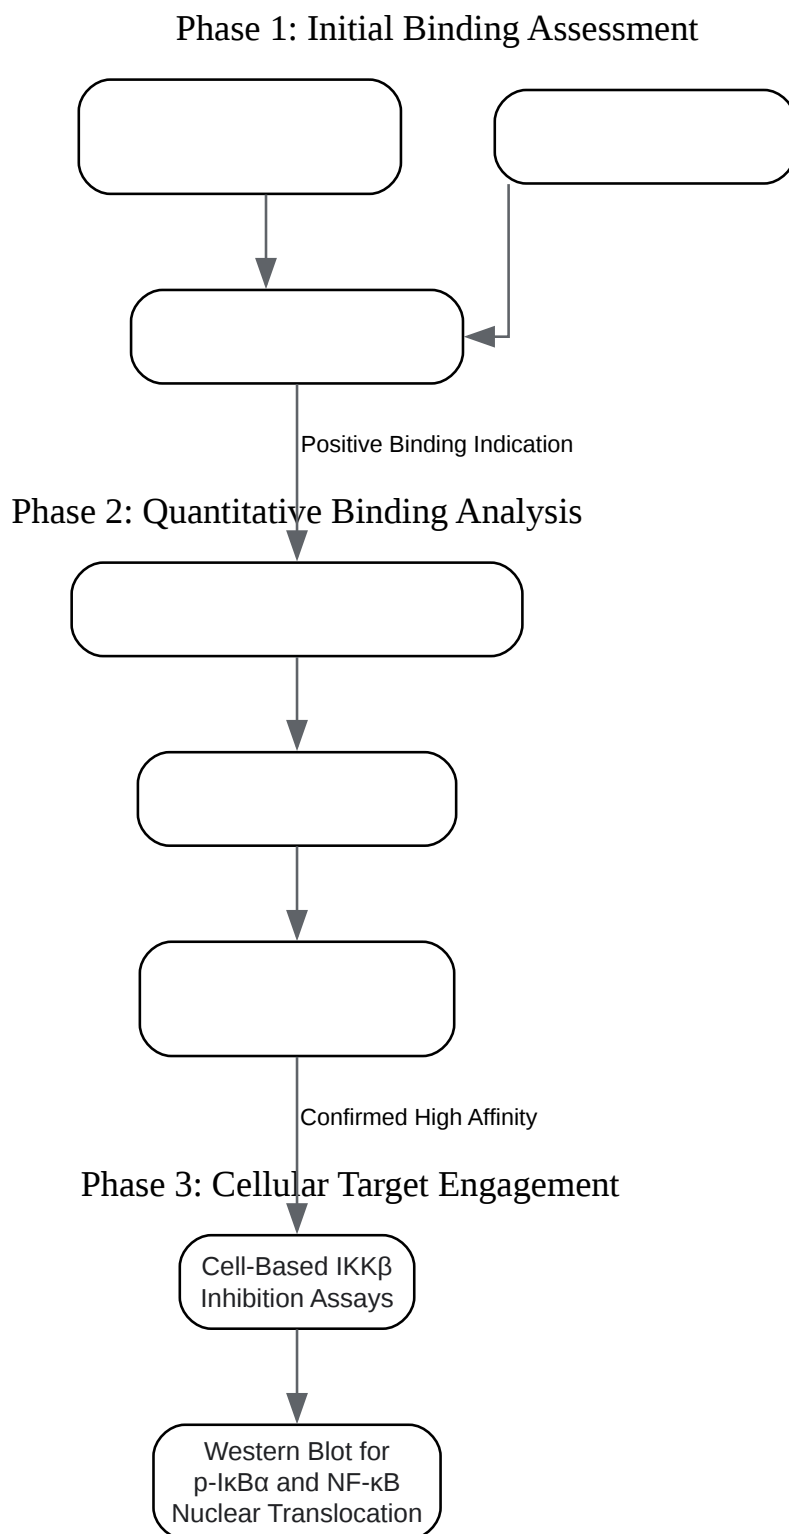 Phase 1: Initial Binding Assessment
Positive Binding Indication
Phase 2: Quantitative Binding Analysis
Confirmed High Affinity
Phase 3: Cellular Target Engagement
Cell-Based IKKβ
Inhibition Assays
Western Blot for
p-IκBα and NF-κB
Nuclear Translocation